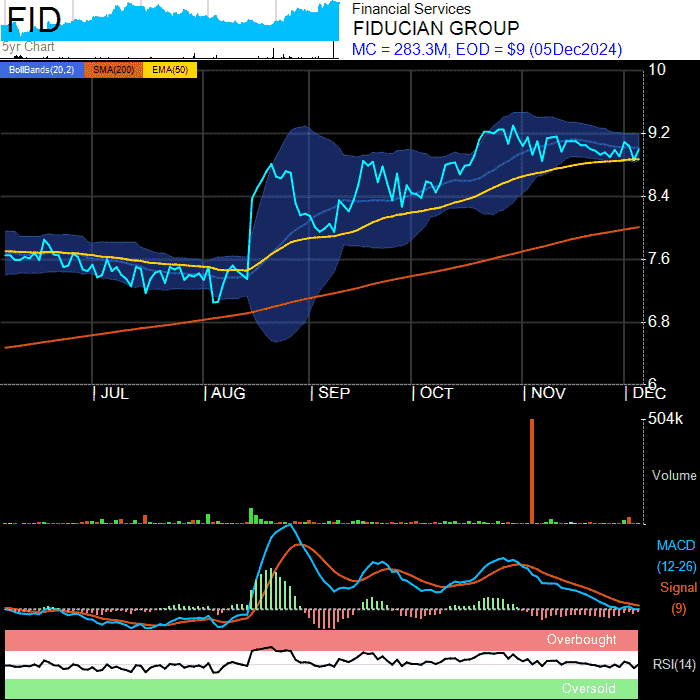 FID
5yr Chart
Financial Services
FIDUCIAN GROUP
MC = 283.3M, EOD = $9 (05Dec2024)
BollBands(20,2) SMA(200) EMA(50)
10
9.2
8.4
7.6
6.8
6
JUL AUG SEP OCT NOV DEC
504k
Volume
MACD
(12-26)
Signal
(9)
Overbought
RSI(14)
Oversold